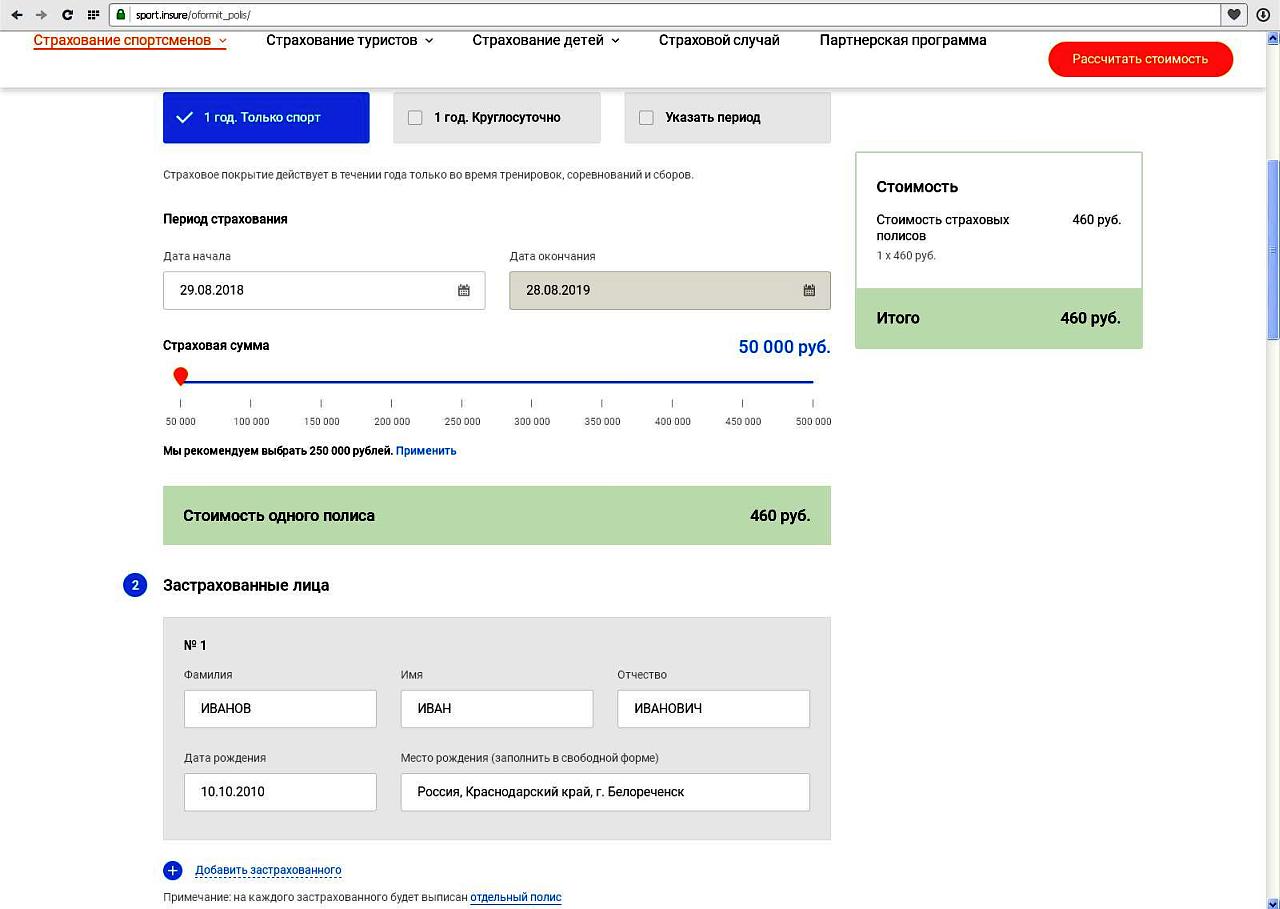 sport.insure/oformit_polis/
Страхование спортсменов Страхование туристов Страхование детей Страховой случай Партнерская программа
Рассчитать стоимость
1 год. Только спорт 1 год. Круглосуточно Указать период
Страховое покрытие действует в течении года только во время тренировок, соревнований и сборов.
Период страхования
Дата начала Дата окончания
29.08.2018 28.08.2019
Страховая сумма 50 000 руб.
50 000 100 000 150 000 200 000 250 000 300 000 350 000 400 000 450 000 500 000
Мы рекомендуем выбрать 250 000 рублей. Применить
Стоимость одного полиса 460 руб.
Стоимость
Стоимость страховых 460 руб.
полисов
1 x 460 руб.
Итого 460 руб.
2 Застрахованные лица
№ 1
Фамилия Имя Отчество
ИВАНОВ ИВАН ИВАНОВИЧ
Дата рождения Место рождения (заполнить в свободной форме)
10.10.2010 Россия, Краснодарский край, г. Белореченск
Добавить застрахованного
Примечание: на каждого застрахованного будет выписан отдельный полис